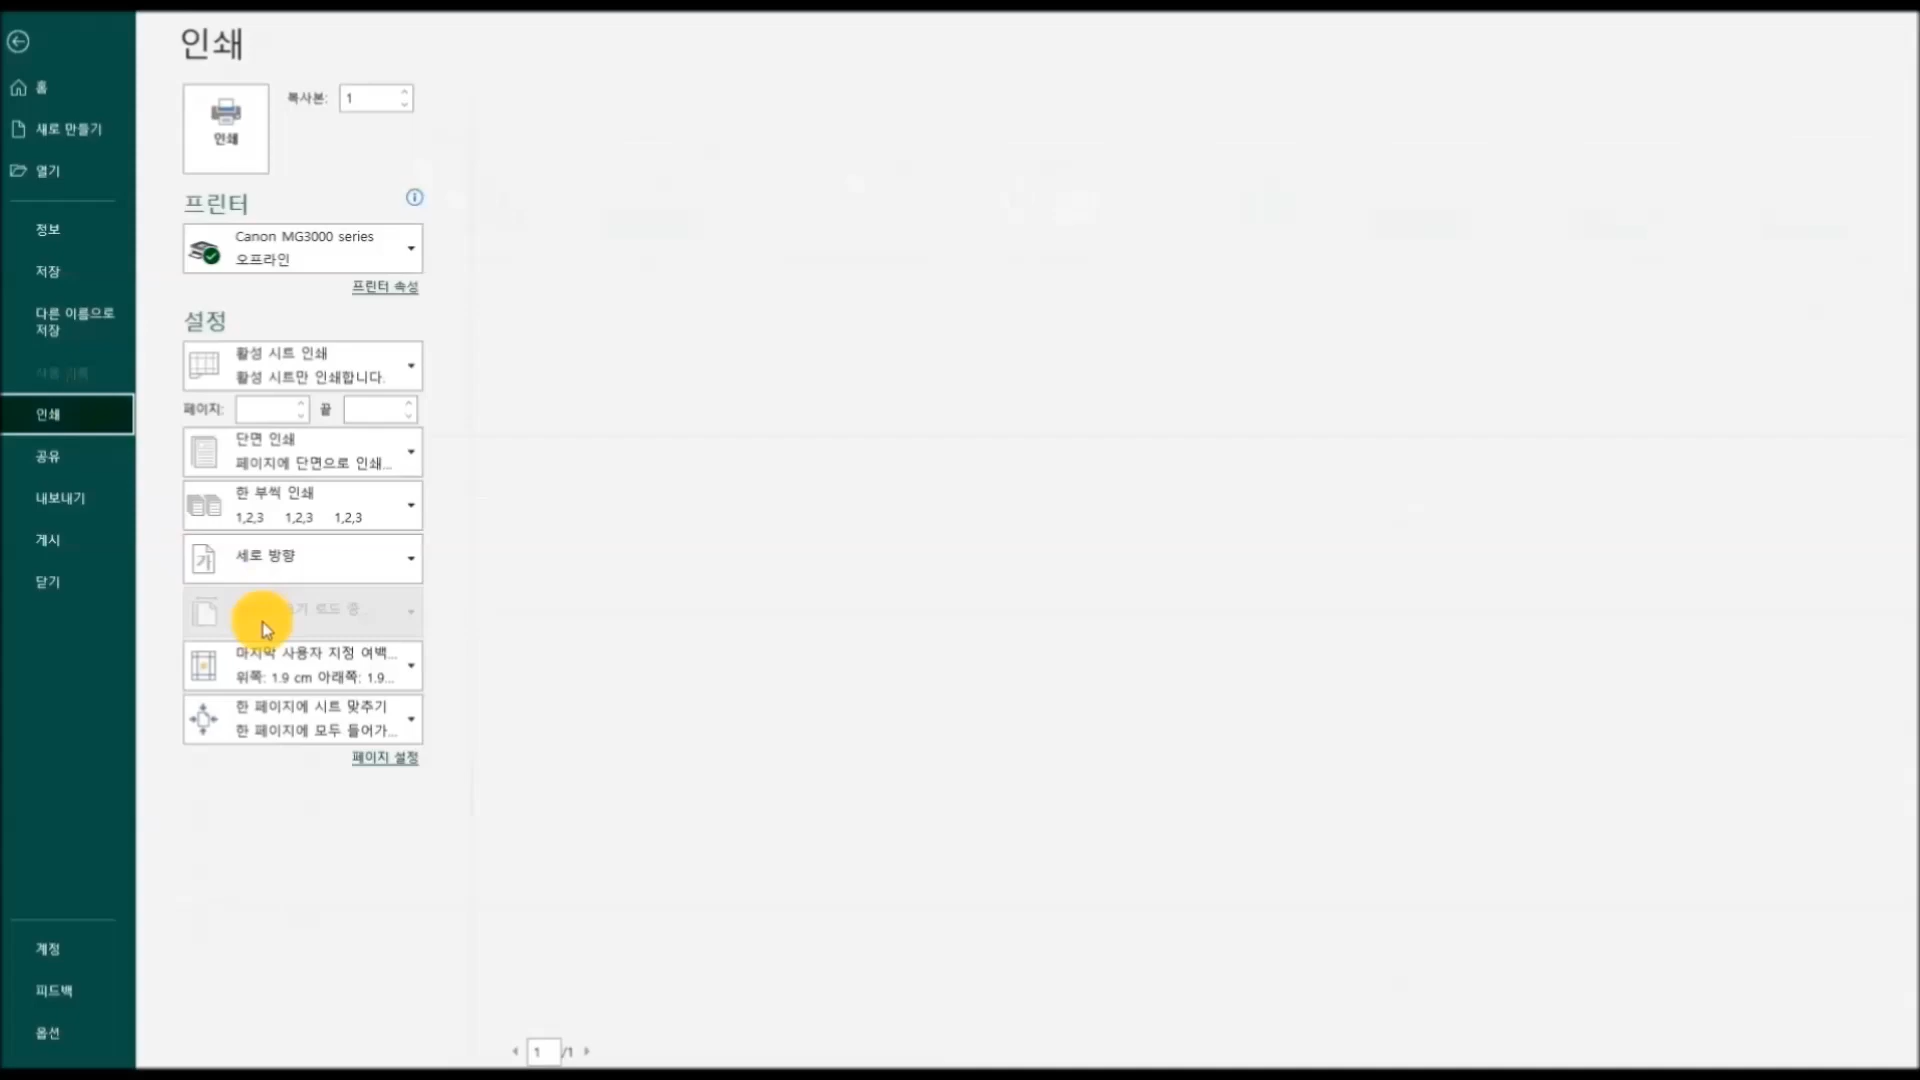 인쇄
홈
새로 만들기
열기
정보
저장
다른 이름으로
저장
인쇄
공유
내보내기
게시
닫기
계정
피드백
옵션
인쇄
복사본: 1
프린터
Canon MG3000 series
오프라인
프린터 속성
설정
활성 시트 인쇄
활성 시트만 인쇄합니다.
페이지: 끝
단면 인쇄
페이지에 단면으로 인쇄...
한 부씩 인쇄
1,2,3 1,2,3 1,2,3
가
세로 방향
로드 중...
마지막 사용자 지정 여백...
위쪽: 1.9 cm 아래쪽: 1.9...
한 페이지에 시트 맞추기
한 페이지에 모두 들어가...
페이지 설정
1 /1